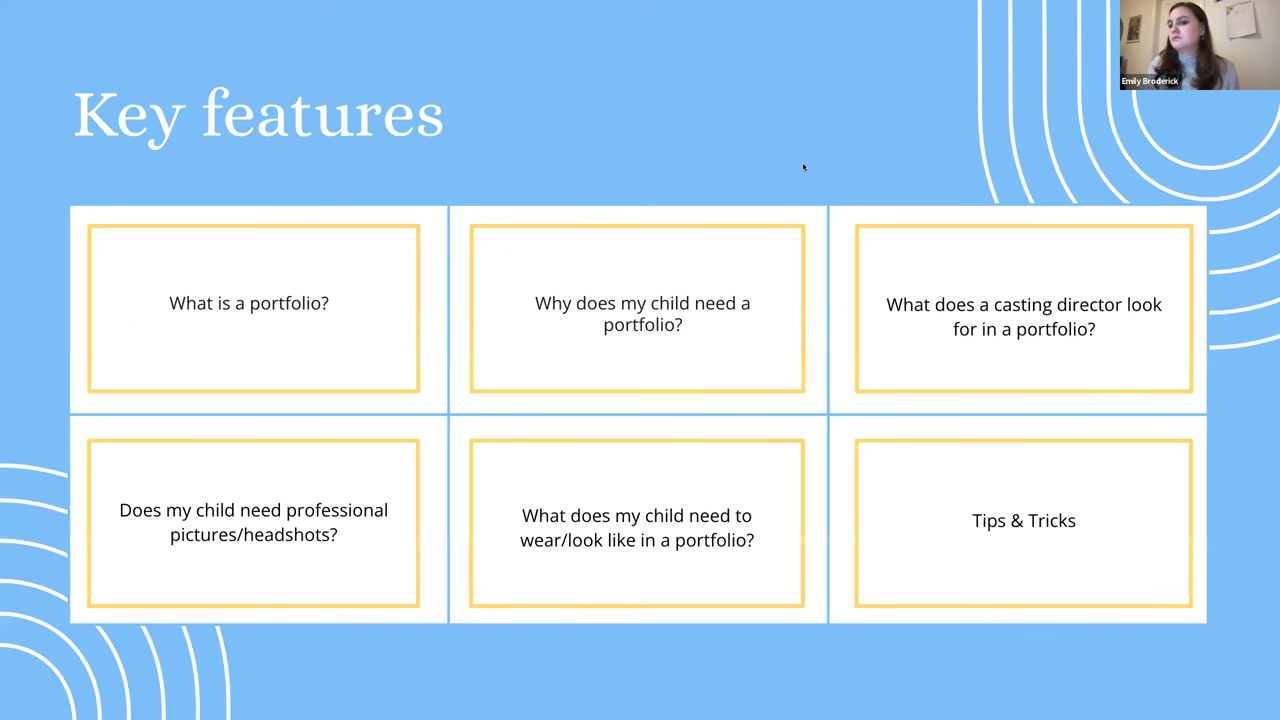 Emily Broderick
Key features
What is a portfolio?
Why does my child need a
portfolio?
What does a casting director look
for in a portfolio?
Does my child need professional
pictures/headshots?
What does my child need to
wear/look like in a portfolio?
Tips & Tricks